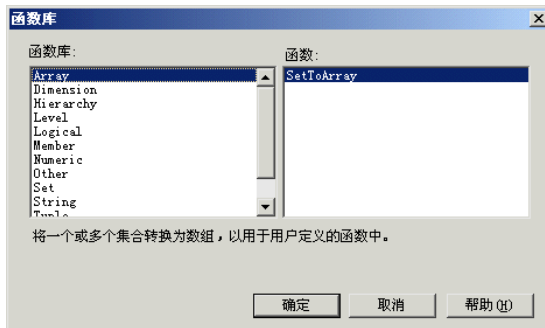 函数库
函数库:
函数:
Array
Dimension
Hierarchy
Level
Logical
Member
Numeric
Other
Set
String
SetToArray
将一个或多个集合转换为数组，以用于用户定义的函数中。
确定
取消
帮助(H)